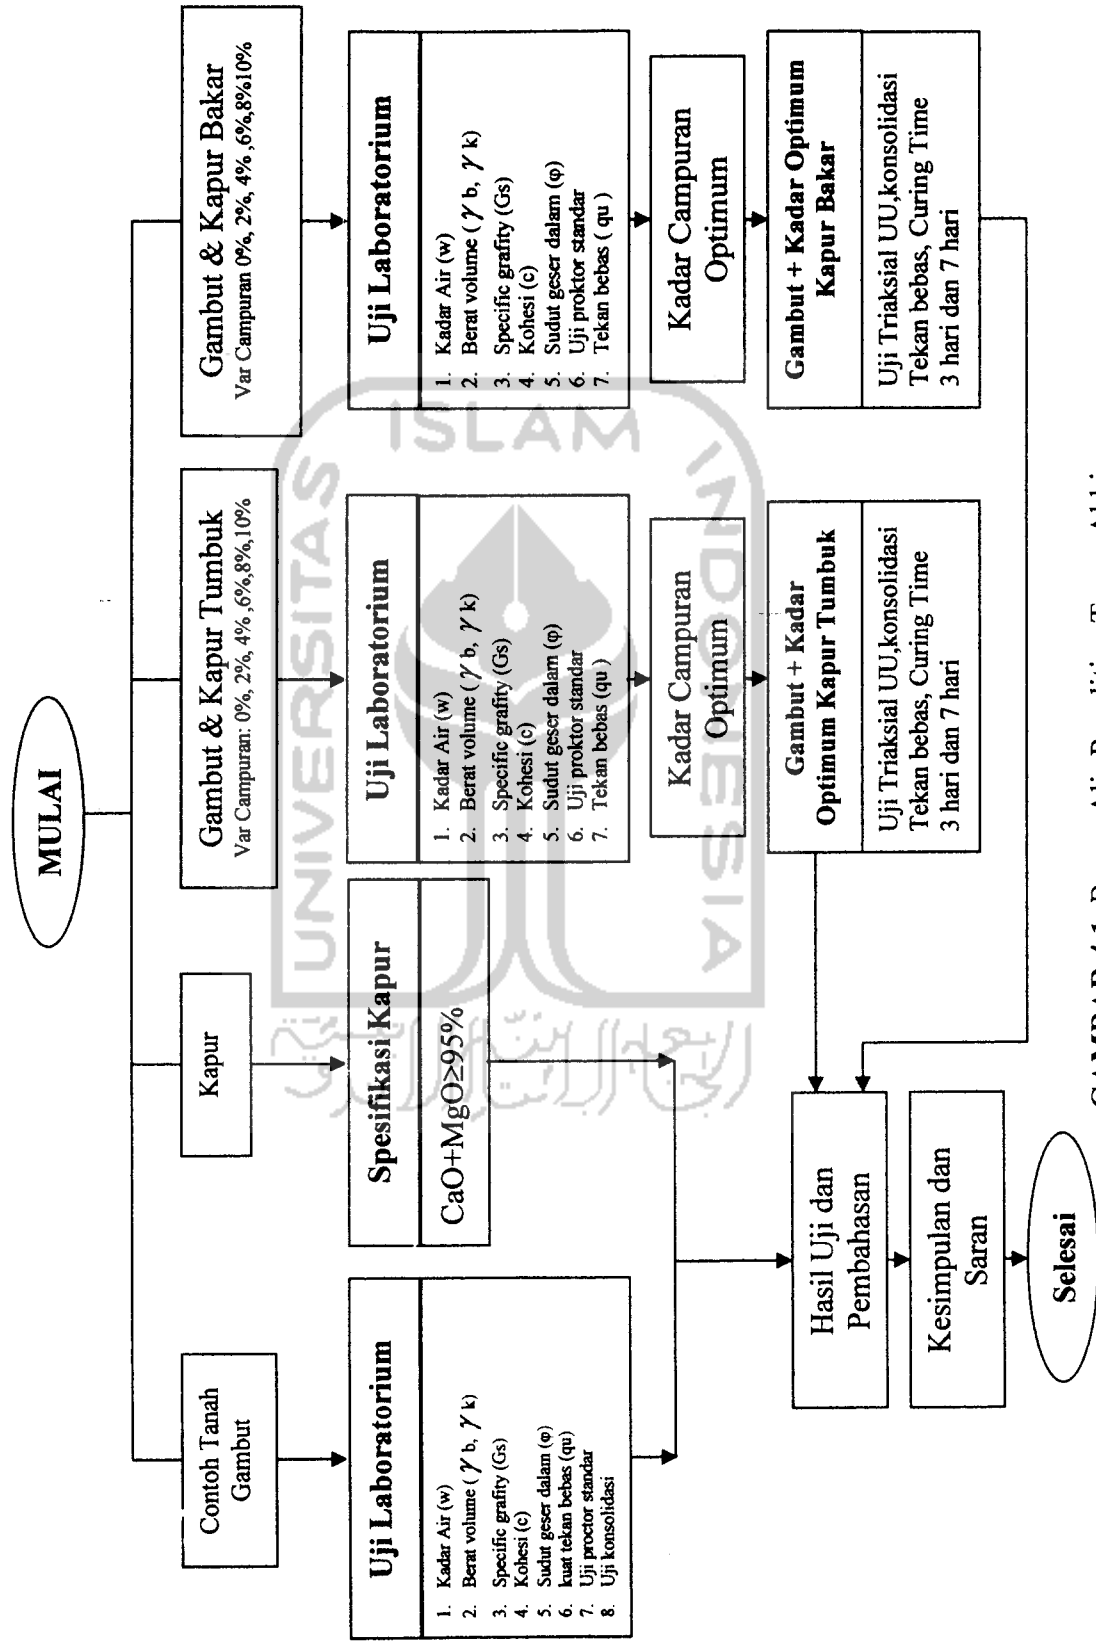 MULAI
Contoh Tanah
Gambut
Kapur
Gambut & Kapur Tumbuk
Var Campuran: 0%, 2%, 4% ,6%,8%,10%
Gambut & Kapur Bakar
Var Campuran 0%, 2%, 4% ,6%,8%10%
Uji Laboratorium
1. Kadar Air (w)
2. Berat volume ( γ b, γ k)
3. Specific grafity (Gs)
4. Kohesi (c)
5. Sudut geser dalam (φ)
6. kuat tekan bebas (qu)
7. Uji proctor standar
8. Uji konsolidasi
Spesifikasi Kapur
CaO+MgO≥95%
Uji Laboratorium
1. Kadar Air (w)
2. Berat volume ( γ b, γ k)
3. Specific grafity (Gs)
4. Kohesi (c)
5. Sudut geser dalam (φ)
6. Uji proktor standar
7. Tekan bebas (qu )
Uji Laboratorium
1. Kadar Air (w)
2. Berat volume ( γ b, γ k)
3. Specific grafity (Gs)
4. Kohesi (c)
5. Sudut geser dalam (φ)
6. Uji proktor standar
7. Tekan bebas ( qu )
Kadar Campuran
Optimum
Kadar Campuran
Optimum
Gambut + Kadar
Optimum Kapur Tumbuk
Uji Triaksial UU,konsolidasi
Tekan bebas, Curing Time
3 hari dan 7 hari
Gambut + Kadar Optimum
Kapur Bakar
Uji Triaksial UU,konsolidasi
Tekan bebas, Curing Time
3 hari dan 7 hari
Hasil Uji dan
Pembahasan
Kesimpulan dan
Saran
Selesai
UNIVERSITAS
ISLAM
INDONESIA